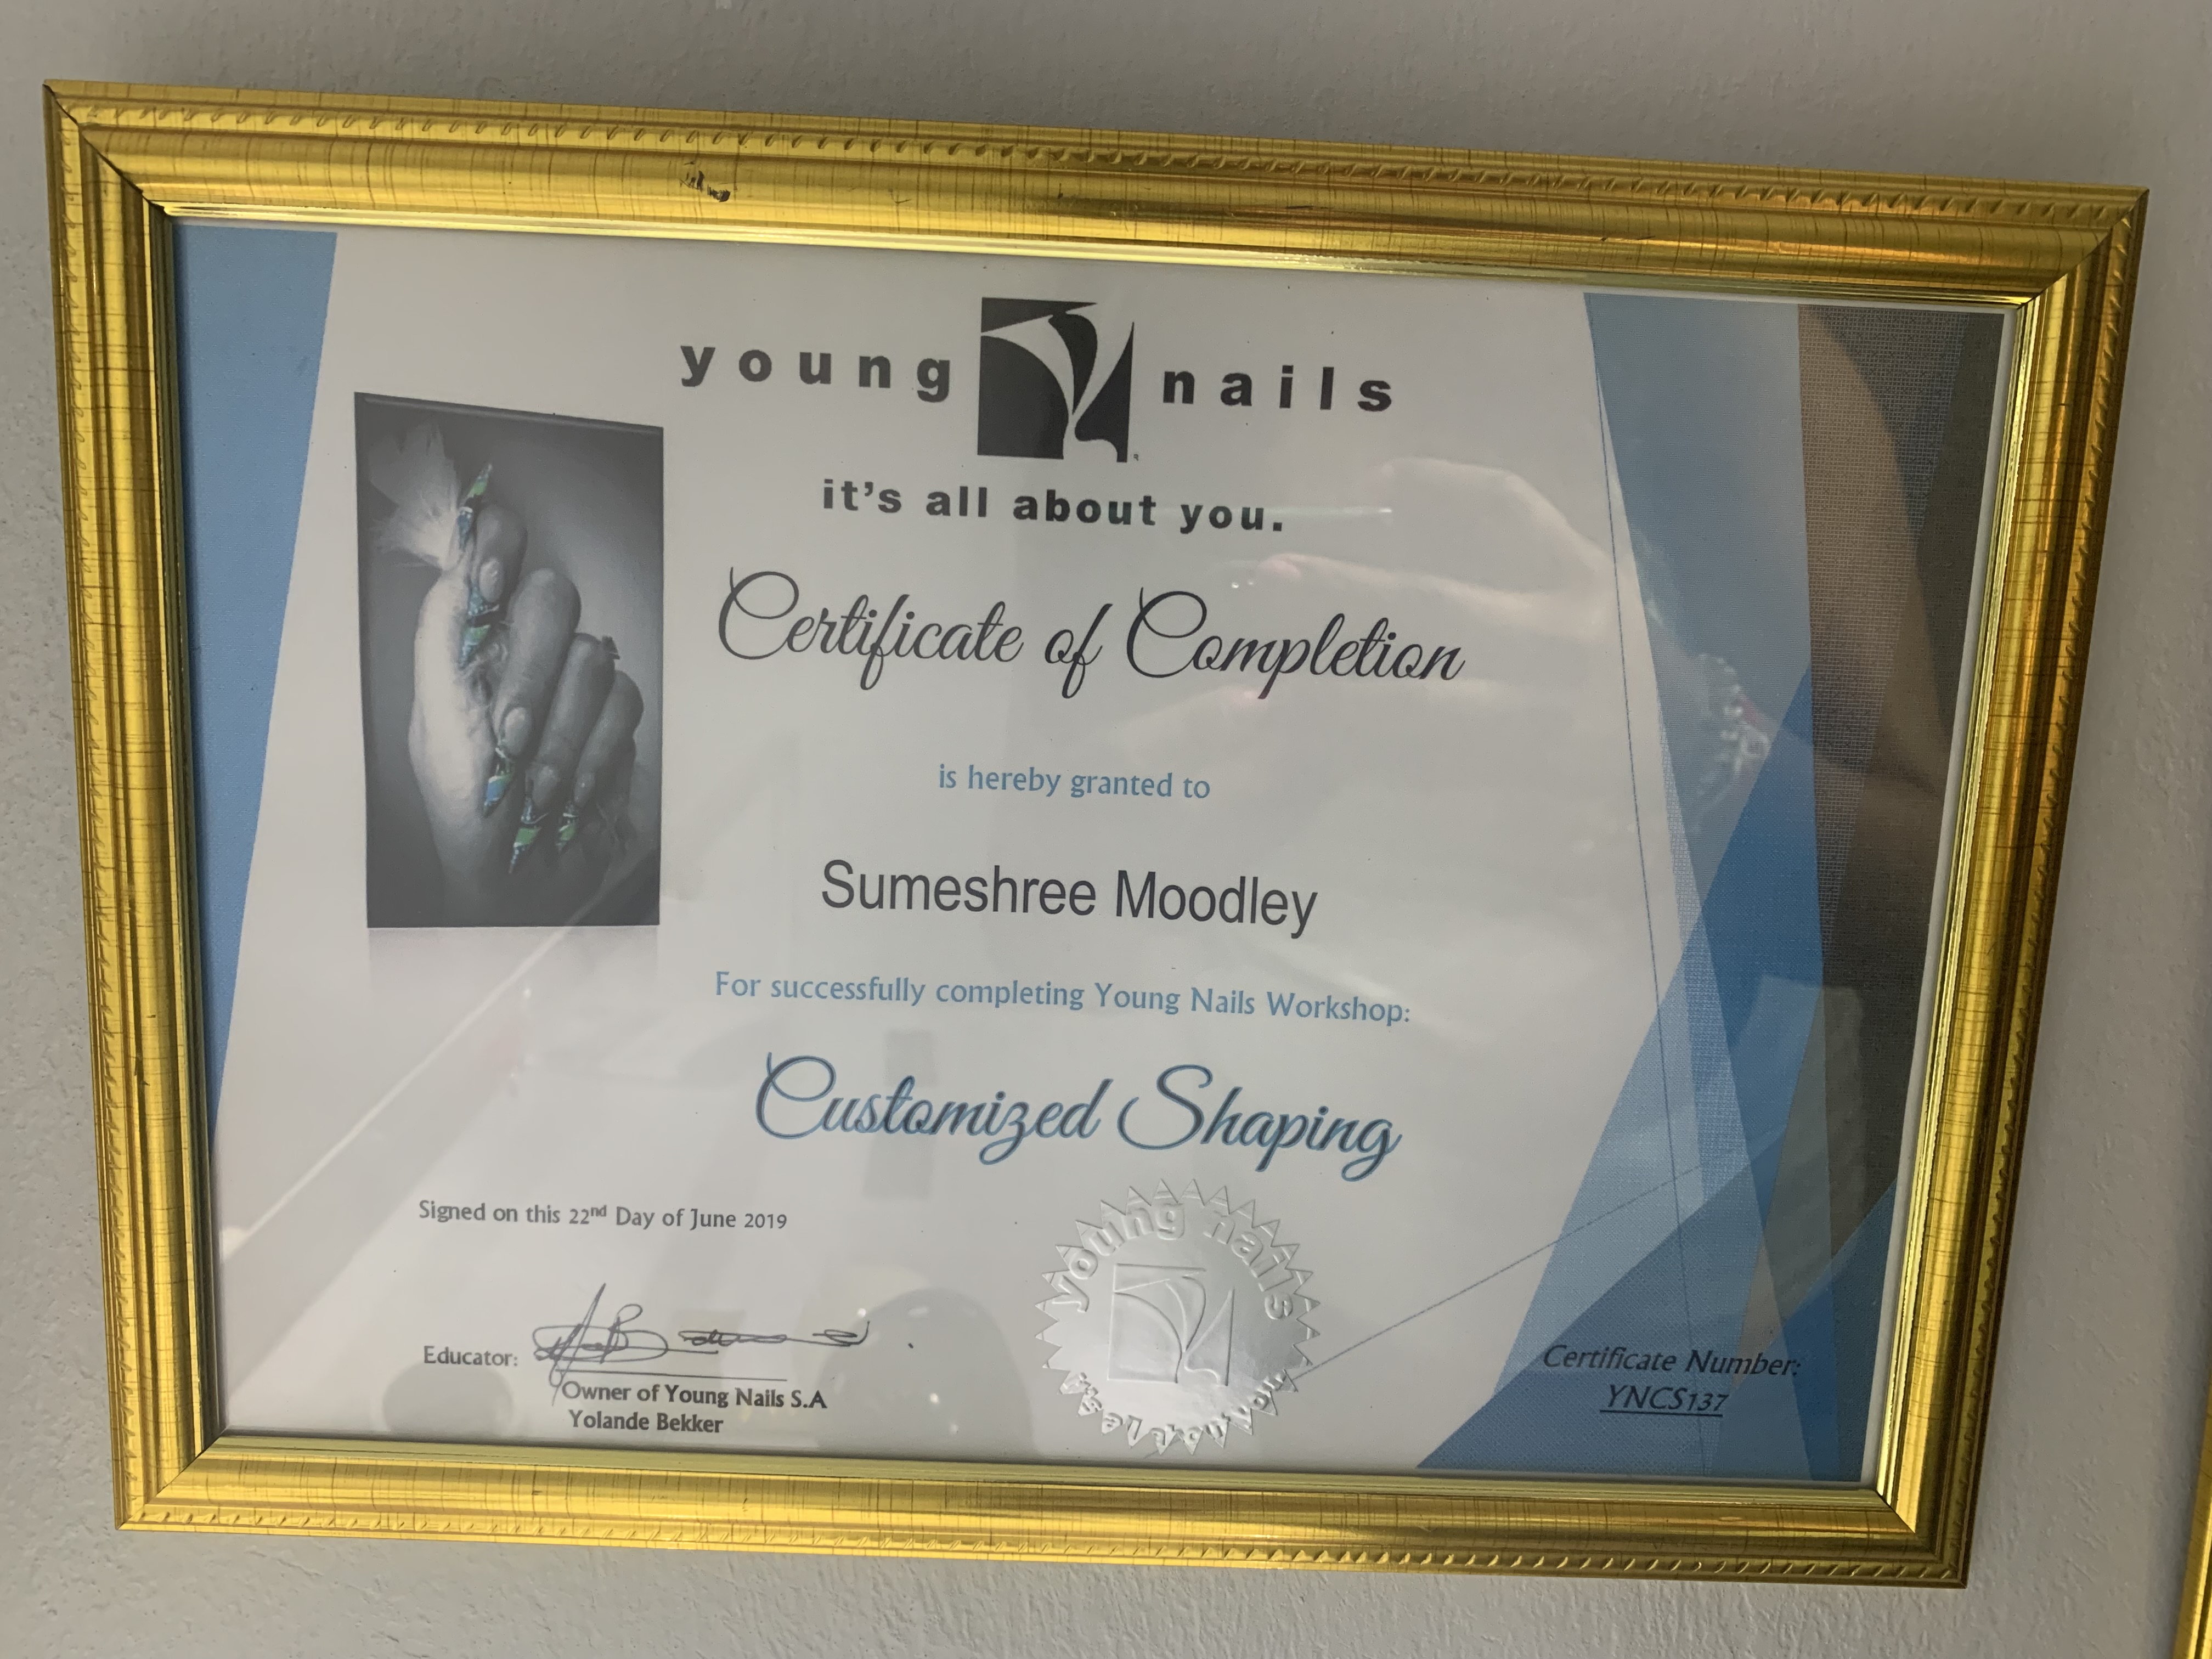 young nails
it's all about you.
Certificate of Completion
is hereby granted to
Sumeshree Moodley
For successfully completing Young Nails Workshop:
Customized Shaping
Signed on this 22nd Day of June 2019
young nails
it's all about you.
Educator:
Owner of Young Nails S.A
Yolande Bekker
Certificate Number:
YNCS137